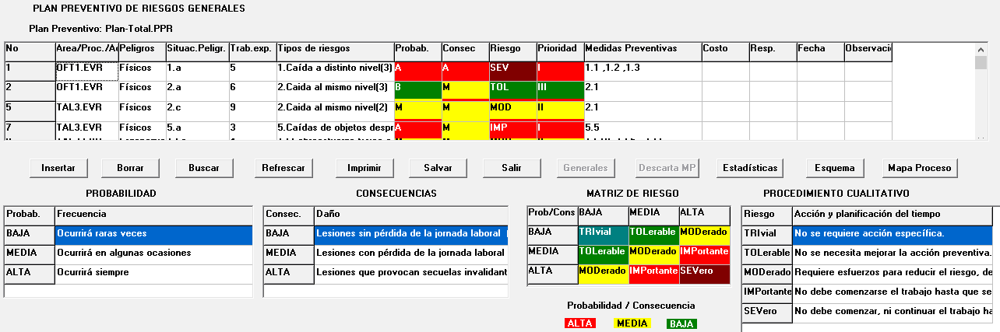 PLAN PREVENTIVO DE RIESGOS GENERALES
Plan Preventivo: Plan-Total.PPR
No Area/Proc./Ac Peligros Situac.Peligr. Trab.exp. Tipos de riesgos Probab. Consec Riesgo Prioridad Medidas Preventivas Costo Resp. Fecha Observacio
1 OFT1.EVR Físicos 1.a 5 1.Caída a distinto nivel(3) A A SEV I 1.1 ,1.2 ,1.3
2 OFT1.EVR Físicos 2.a 6 2.Caida al mismo nivel(3) B M TOL III 2.1
5 TAL3.EVR Físicos 2.c 9 2.Caida al mismo nivel(2) M M MOD II 2.1
7 TAL3.EVR Físicos 5.a 3 5.Caídas de objetos despr A M IMP I 5.5
Insertar Borrar Buscar Refrescar Imprimir Salvar Salir Generales Descarta MP Estadísticas Esquema Mapa Proceso
PROBABILIDAD CONSECUENCIAS MATRIZ DE RIESGO PROCEDIMIENTO CUALITATIVO
Probab. Frecuencia
BAJA Ocurrirá raras veces
MEDIA Ocurrirá en algunas ocasiones
ALTA Ocurrirá siempre
Consec. Daño
BAJA Lesiones sin pérdida de la jornada laboral
MEDIA Lesiones con pérdida de la jornada laboral
ALTA Lesiones que provocan secuelas invalidant
Prob/Cons BAJA MEDIA ALTA
BAJA TRIvial TOLerable MODerado
MEDIA TOLerable MODerado IMPortante
ALTA MODerado IMPortante SEVero
Probabilidad / Consecuencia
ALTA MEDIA BAJA
Riesgo Acción y planificación del tiempo
TRIvial No se requiere acción específica.
TOLerable No se necesita mejorar la acción preventiva.
MODerado Requiere esfuerzos para reducir el riesgo, de
IMPortante No debe comenzarse el trabajo hasta que se
SEVero No debe comenzar, ni continuar el trabajo ha